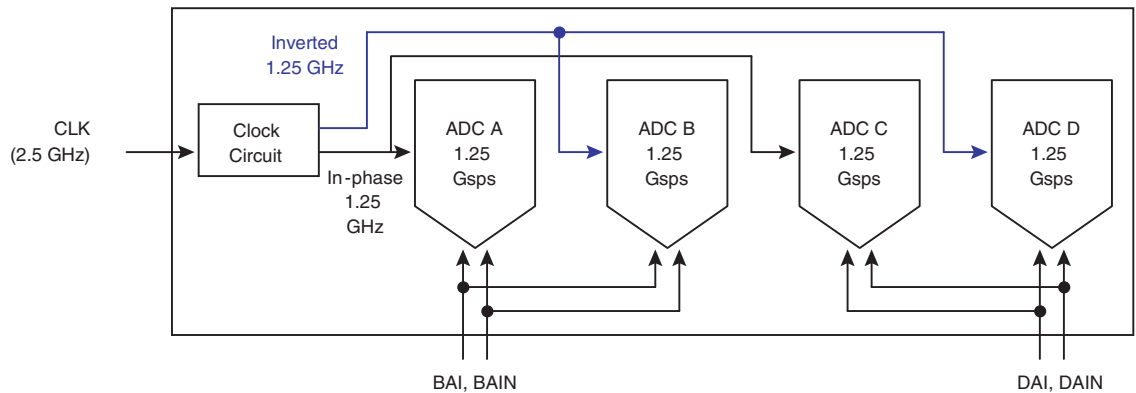 Inverted
1.25 GHz
CLK
(2.5 GHz)
Clock
Circuit
In-phase
1.25
GHz
ADC A
1.25
Gsps
ADC B
1.25
Gsps
ADC C
1.25
Gsps
ADC D
1.25
Gsps
BAI, BAIN
DAI, DAIN